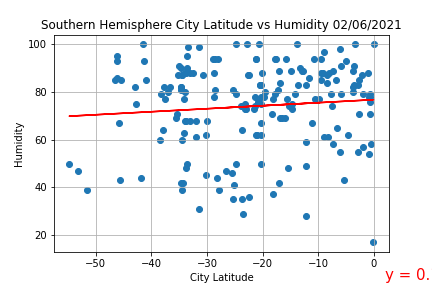 Southern Hemisphere City Latitude vs Humidity 02/06/2021
100
80
60
40
20
Humidity
−50
−40
−30
−20
−10
0
City Latitude
y = 0.